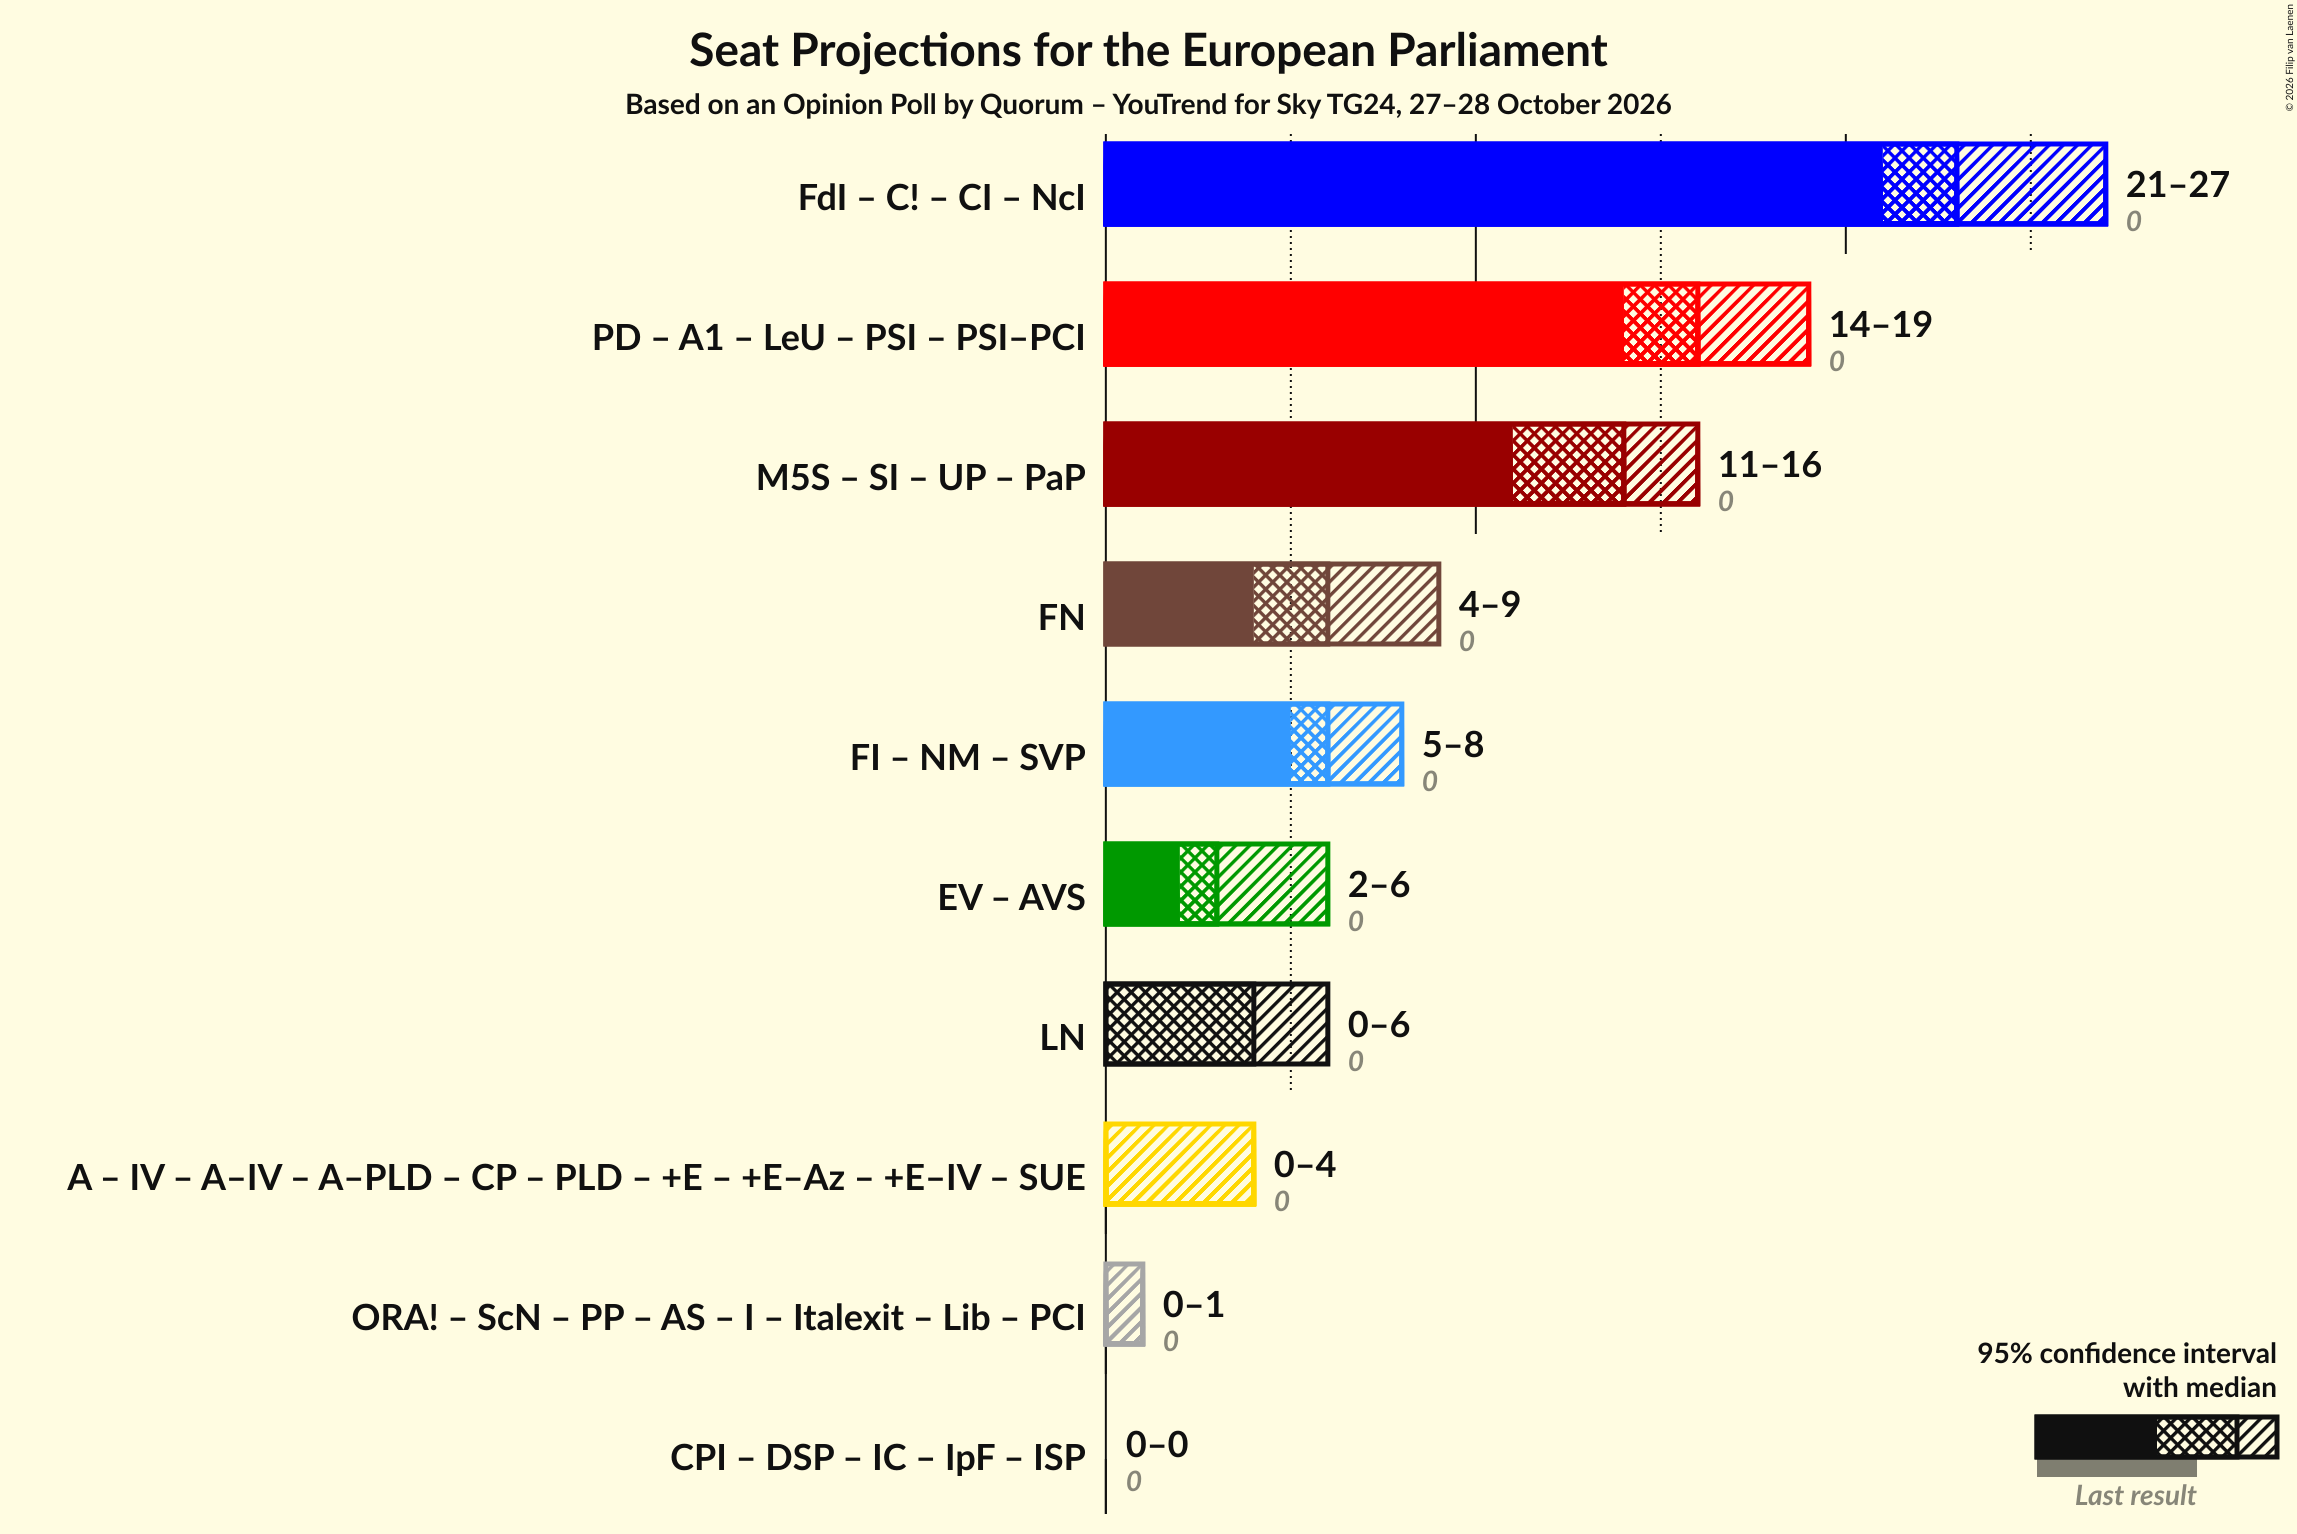 Seat Projections for the European Parliament
Based on an Opinion Poll by Quorum – YouTrend for Sky TG24, 27–28 October 2026
© 2026 Filip van Laenen
FdI – C! – CI – NcI
21–27
0
PD – A1 – LeU – PSI – PSI–PCI
14–19
0
M5S – SI – UP – PaP
11–16
0
FN
4–9
0
FI – NM – SVP
5–8
0
EV – AVS
2–6
0
LN
0–6
0
A – IV – A–IV – A–PLD – CP – PLD – +E – +E–Az – +E–IV – SUE
0–4
0
ORA! – ScN – PP – AS – I – Italexit – Lib – PCI
0–1
0
CPI – DSP – IC – IpF – ISP
0–0
0
95% confidence interval
with median
Last result